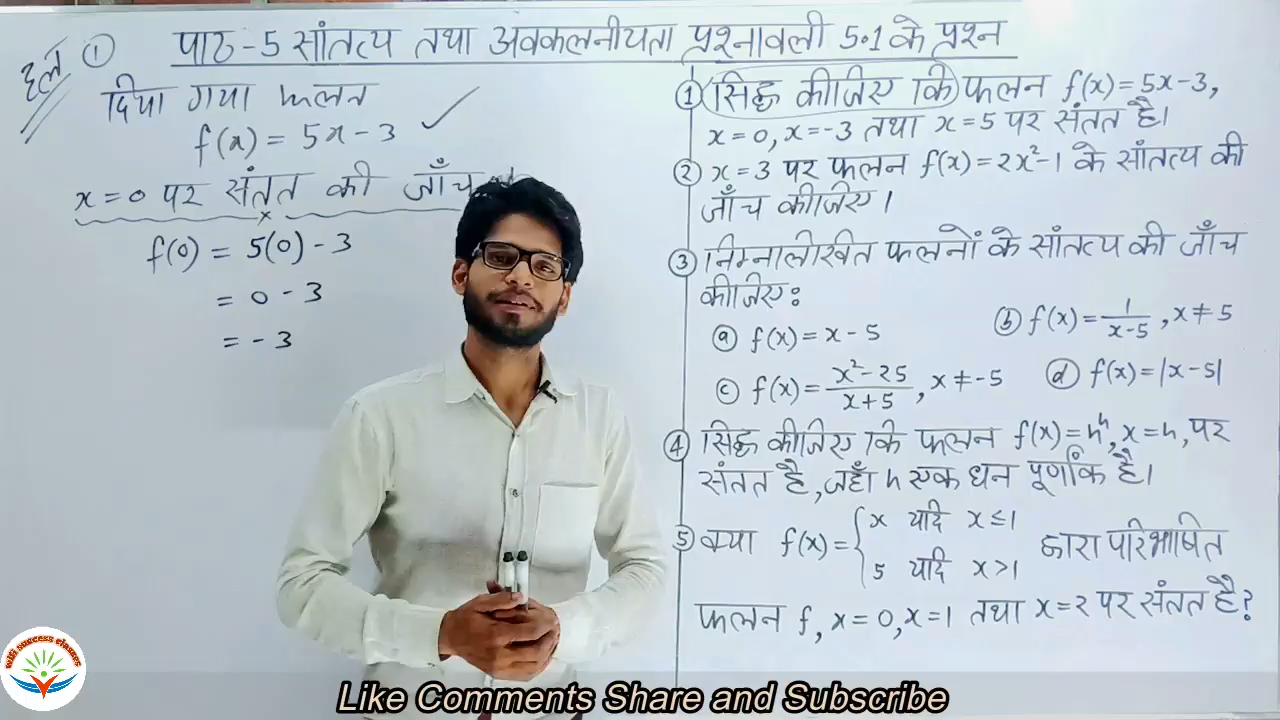 पाठ-5 सांतत्य तथा अवकलनीयता प्रश्नावली 5.1 के प्रश्न
हल ①
दिया गया फलन
f(x) = 5x - 3 ✓
x=0 पर संतत की जाँच
f(0) = 5(0) - 3
= 0 - 3
= - 3
① सिद्ध कीजिए कि फलन f(x)=5x-3,
x=0, x=-3 तथा x=5 पर संतत है।
② x=3 पर फलन f(x)=2x²-1 के सांतत्य की
जाँच कीजिए।
③ निम्नलिखित फलनों के सांतत्य की जाँच
कीजिए:
ⓐ f(x)=x-5 ⓑ f(x)=1/(x-5), x≠5
ⓒ f(x)=(x²-25)/(x+5), x≠-5 ⓓ f(x)=|x-5|
④ सिद्ध कीजिए कि फलन f(x)=xⁿ, x=n, पर
संतत है, जहाँ n एक धन पूर्णांक है।
⑤ क्या f(x)={x यदि x≤1
5 यदि x>1 द्वारा परिभाषित
फलन f, x=0, x=1 तथा x=2 पर संतत है?
will success classes
Like Comments Share and Subscribe